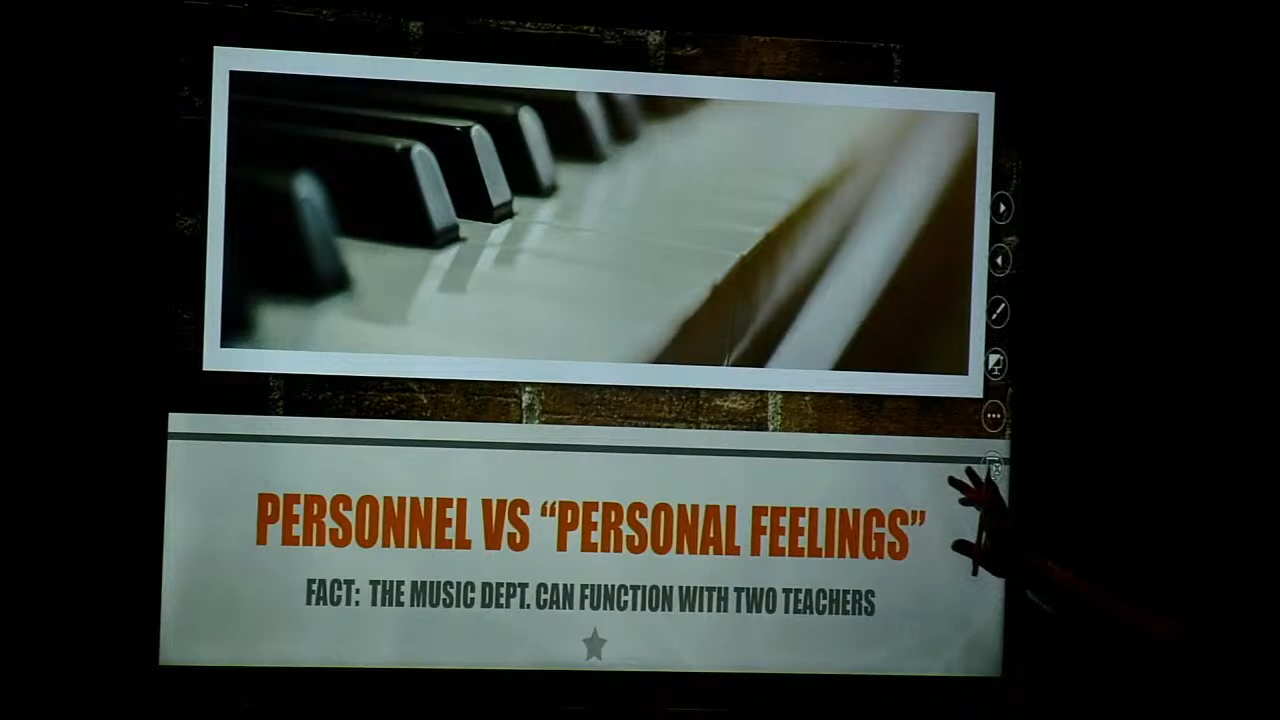 PERSONNEL VS “PERSONAL FEELINGS”
FACT: THE MUSIC DEPT. CAN FUNCTION WITH TWO TEACHERS